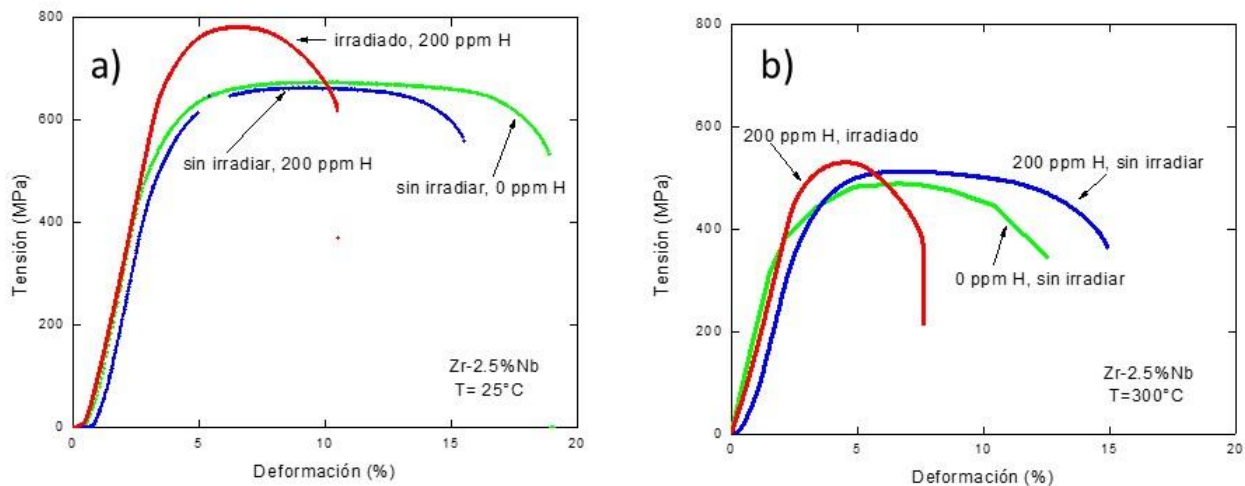 a)
800
600
400
200
0
Tensión (MPa)
irradiado, 200 ppm H
sin irradiar, 200 ppm H
sin irradiar, 0 ppm H
Zr-2.5%Nb
T= 25°C
0 5 10 15 20
Deformación (%)
b)
800
600
400
200
0
Tensión (MPa)
200 ppm H, irradiado
200 ppm H, sin irradiar
0 ppm H, sin irradiar
Zr-2.5%Nb
T=300°C
0 5 10 15 20
Deformación (%)